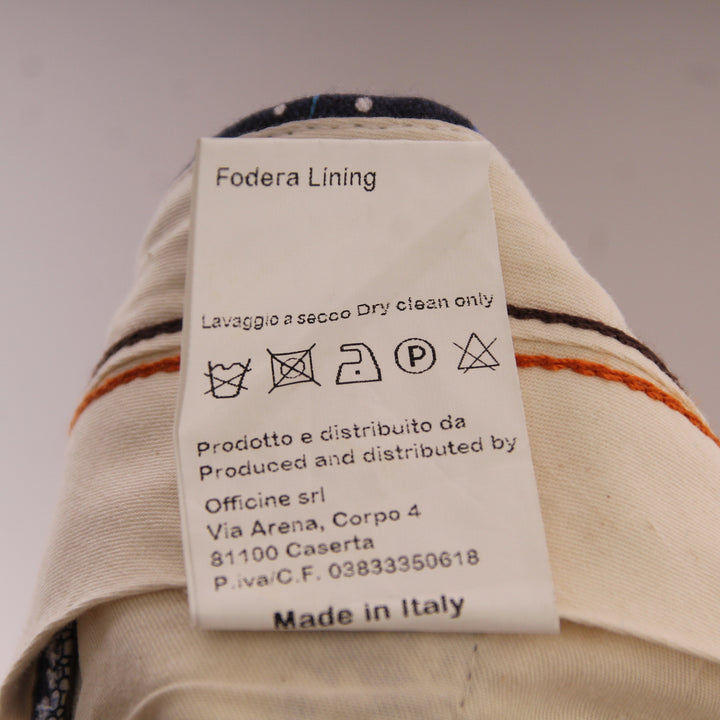 Fodera Lining
Lavaggio a secco Dry clean only
P
Prodotto e distribuito da
Produced and distributed by
Officine srl
Via Arena, Corpo 4
81100 Caserta
P.iva/C.F. 03833350618
Made in Italy